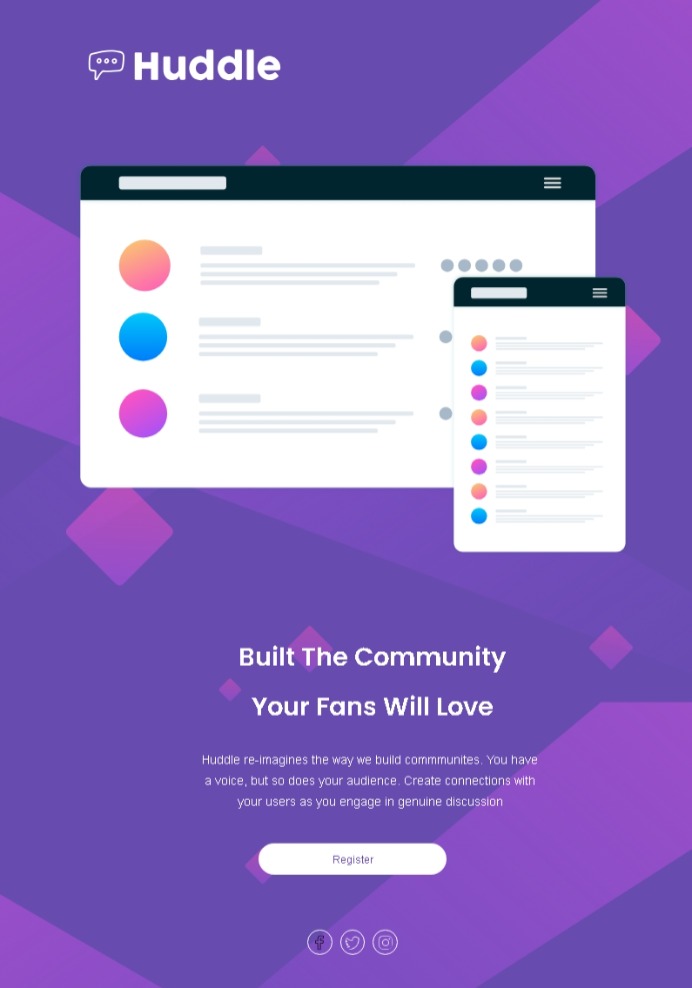 Huddle
Built The Community
Your Fans Will Love
Huddle re-imagines the way we build commmunites. You have
a voice, but so does your audience. Create connections with
your users as you engage in genuine discussion
Register